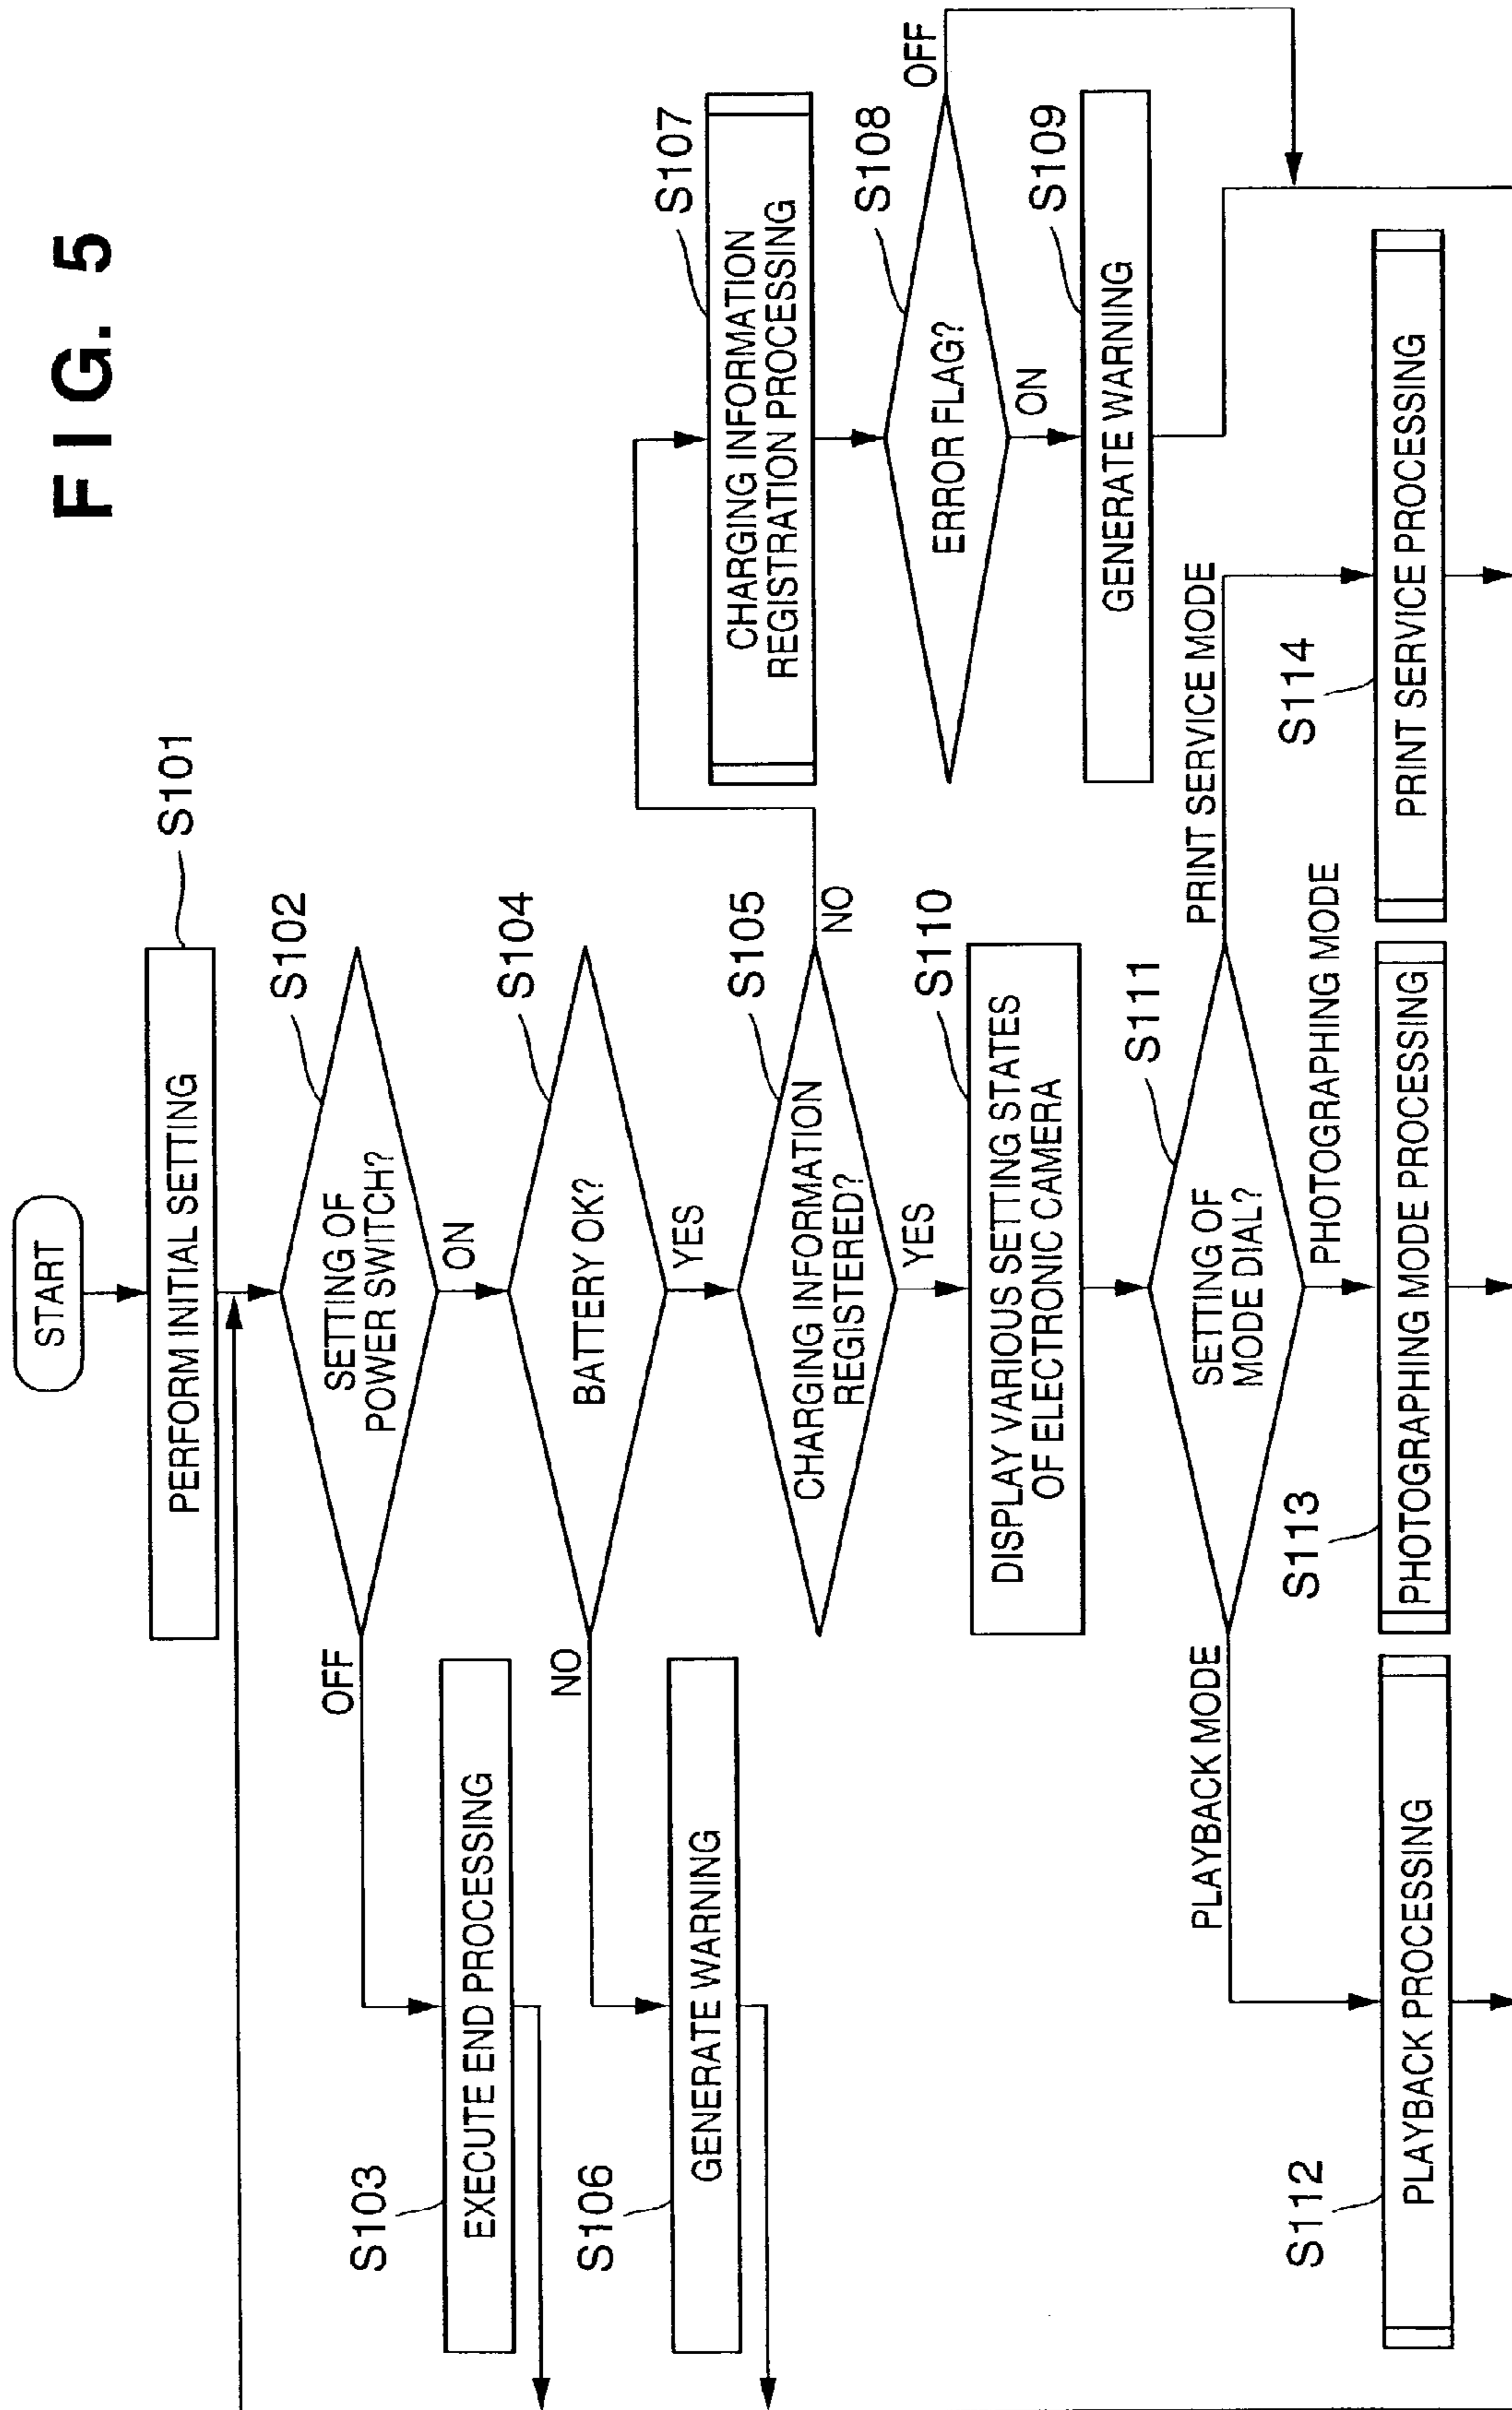 FIG. 5
START
S101
PERFORM INITIAL SETTING
S102
SETTING OF
POWER SWITCH?
OFF
ON
S103
EXECUTE END PROCESSING
S104
BATTERY OK?
NO
YES
S106
GENERATE WARNING
S105
CHARGING INFORMATION
REGISTERED?
NO
YES
S107
CHARGING INFORMATION
REGISTRATION PROCESSING
S108
ERROR FLAG?
OFF
ON
S109
GENERATE WARNING
S110
DISPLAY VARIOUS SETTING STATES
OF ELECTRONIC CAMERA
S111
SETTING OF
MODE DIAL?
PLAYBACK MODE
PHOTOGRAPHING MODE
PRINT SERVICE MODE
S112
PLAYBACK PROCESSING
S113
PHOTOGRAPHING MODE PROCESSING
S114
PRINT SERVICE PROCESSING